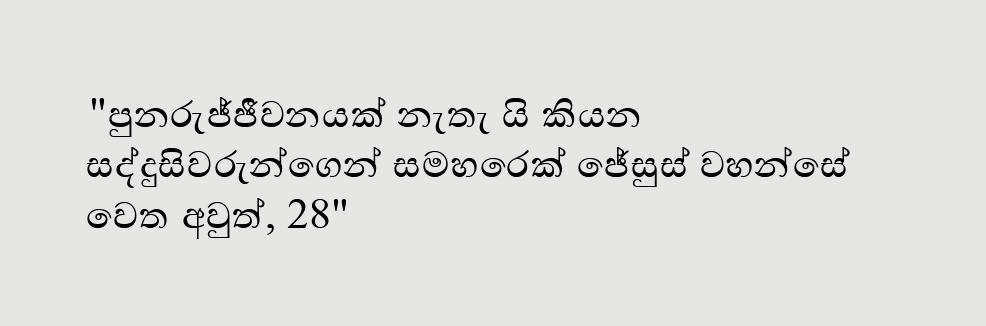 "පුනරුජ්ජීවනයක් නැතැ යි කියන
සද්දුසිවරුන්ගෙන් සමහරෙක් ජේසුස් වහන්සේ
වෙත අවුත්, 28"